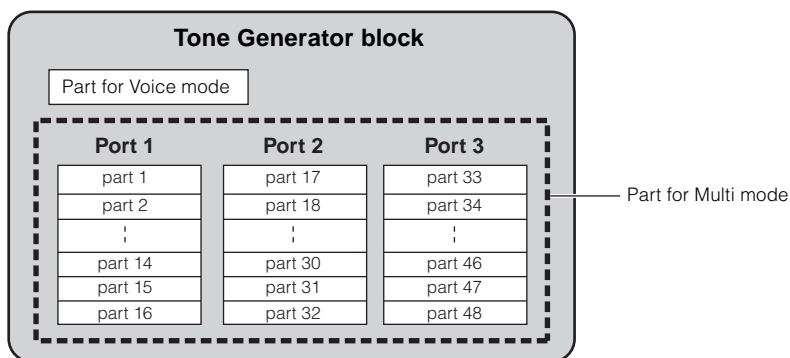 Tone Generator block
Part for Voice mode
Port 1 Port 2 Port 3
part 1 part 17 part 33
part 2 part 18 part 34
Part for Multi mode
part 14 part 30 part 46
part 15 part 31 part 47
part 16 part 32 part 48